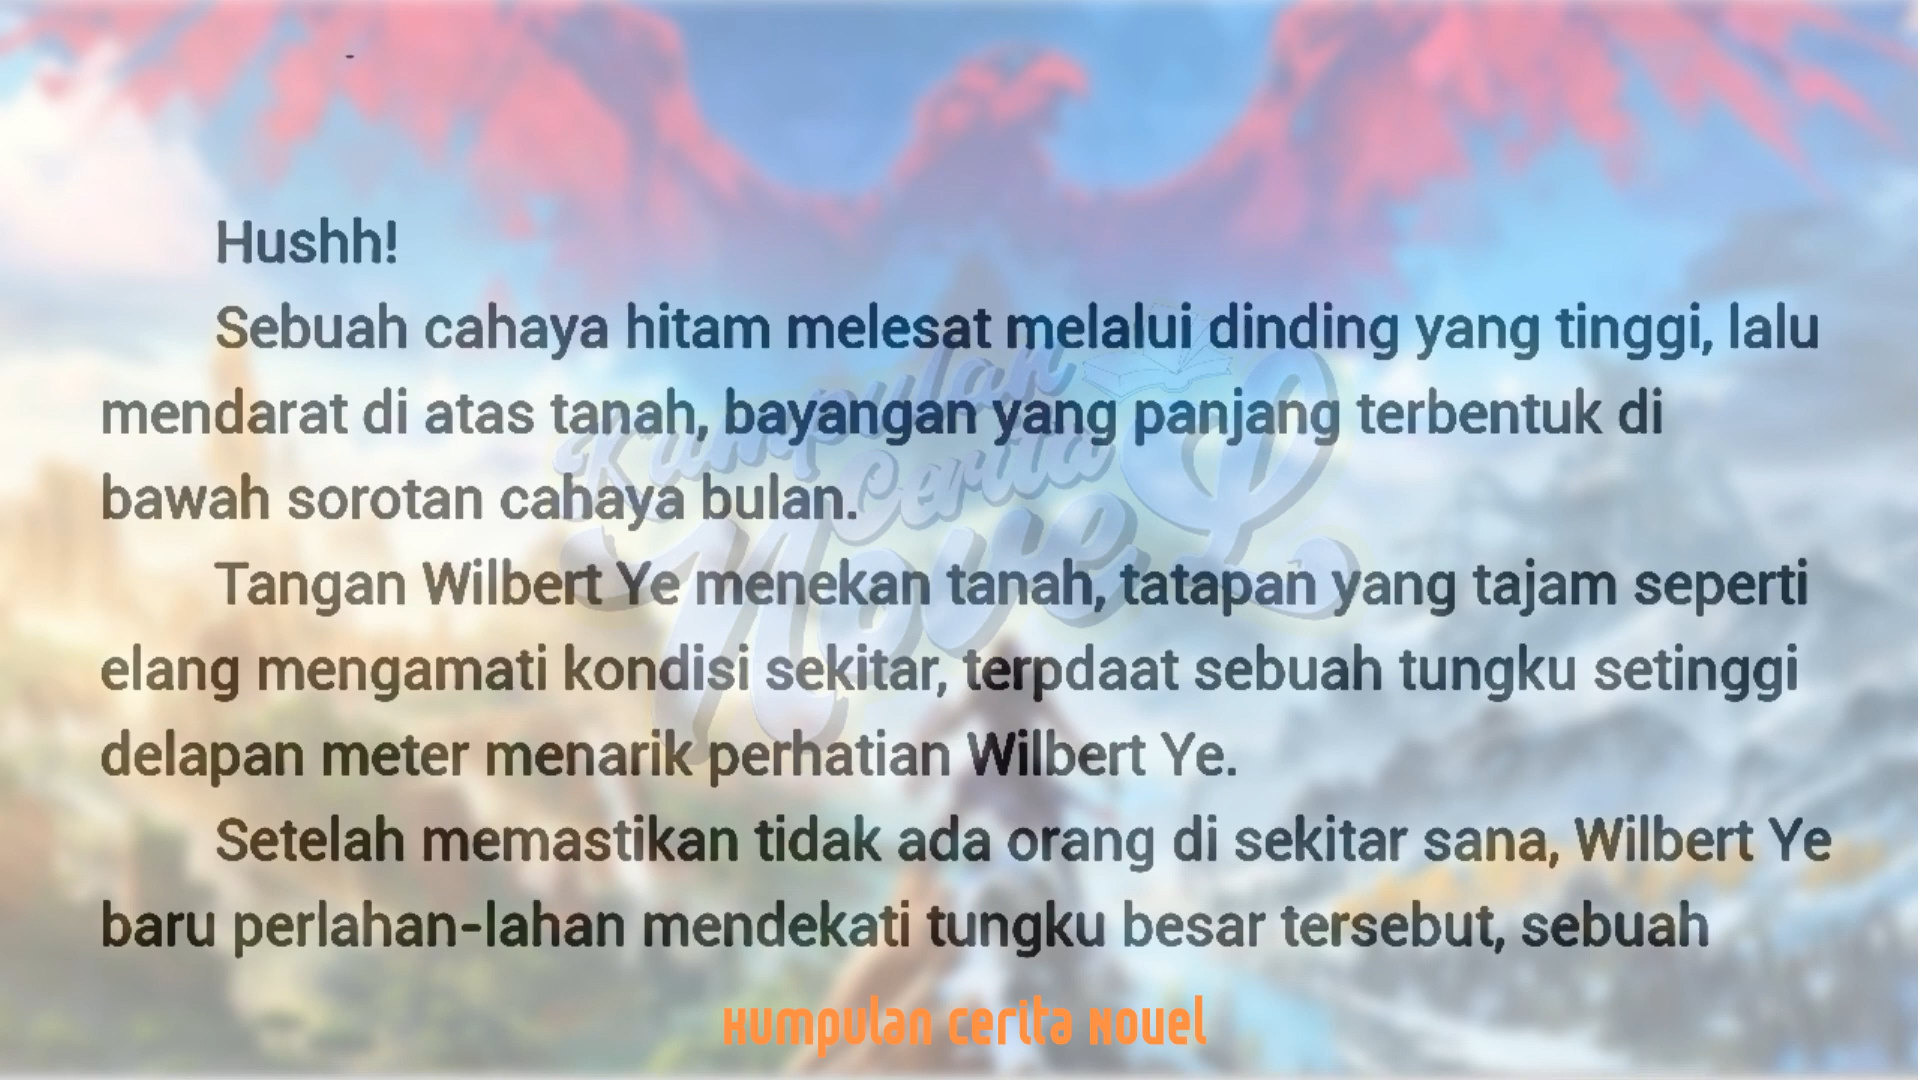 Hushh!
Sebuah cahaya hitam melesat melalui dinding yang tinggi, lalu
mendarat di atas tanah, bayangan yang panjang terbentuk di
bawah sorotan cahaya bulan.
Tangan Wilbert Ye menekan tanah, tatapan yang tajam seperti
elang mengamati kondisi sekitar, terpdaat sebuah tungku setinggi
delapan meter menarik perhatian Wilbert Ye.
Setelah memastikan tidak ada orang di sekitar sana, Wilbert Ye
baru perlahan-lahan mendekati tungku besar tersebut, sebuah
Kumpulan
Cerita
Novel
Kumpulan Cerita Novel